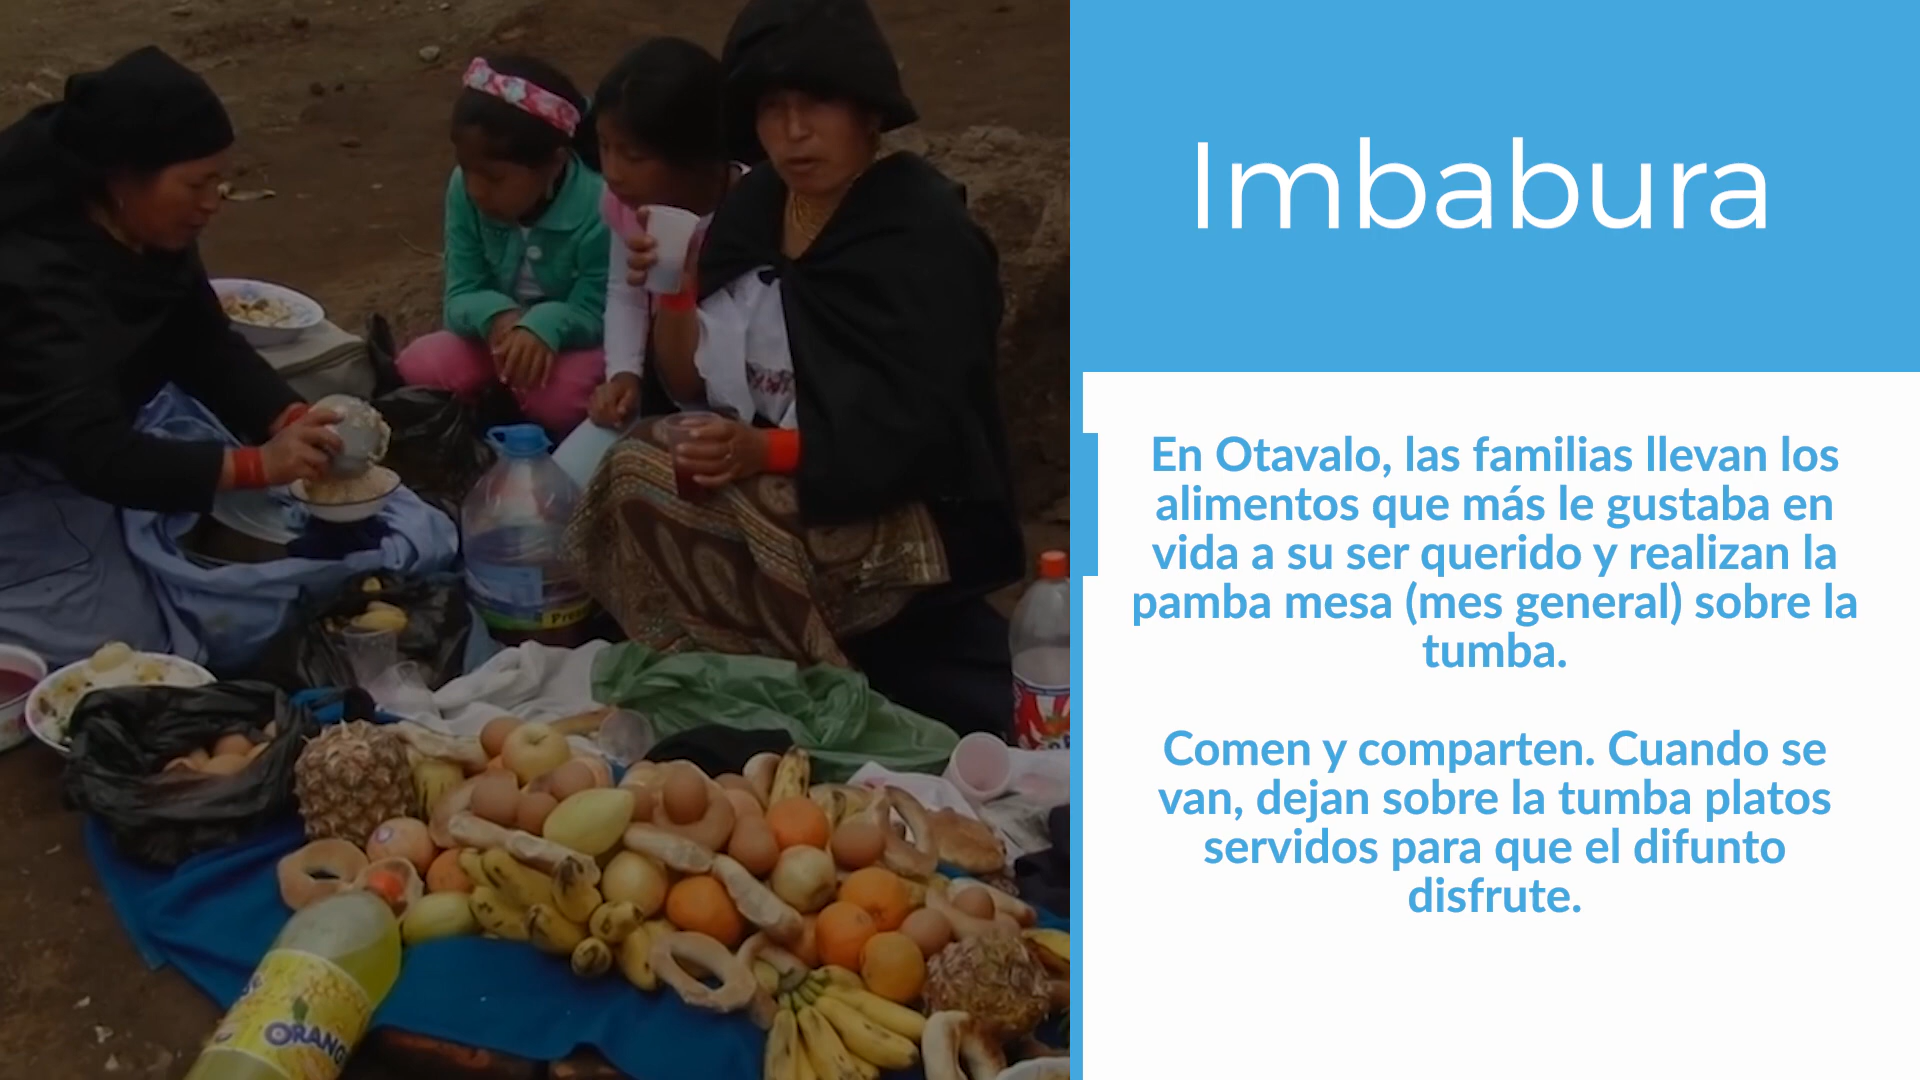 Imbabura
En Otavalo, las familias llevan los
alimentos que más le gustaba en
vida a su ser querido y realizan la
pamba mesa (mes general) sobre la
tumba.
Comen y comparten. Cuando se
van, dejan sobre la tumba platos
servidos para que el difunto
disfrute.
ORANG